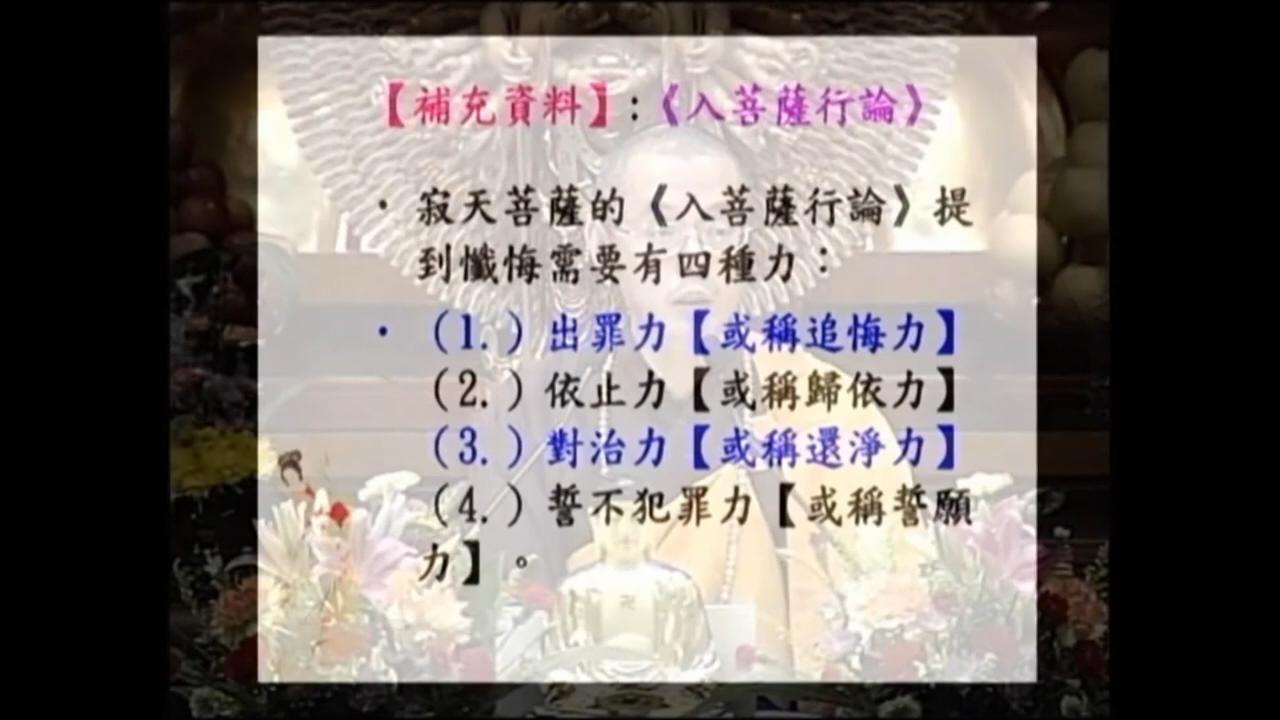 【補充資料】:《入菩薩行論》
• 寂天菩薩的《入菩薩行論》提
到懺悔需要有四種力：
• (1.) 出罪力【或稱追悔力】
(2.) 依止力【或稱歸依力】
(3.) 對治力【或稱還淨力】
(4.) 誓不犯罪力【或稱誓願
力】。